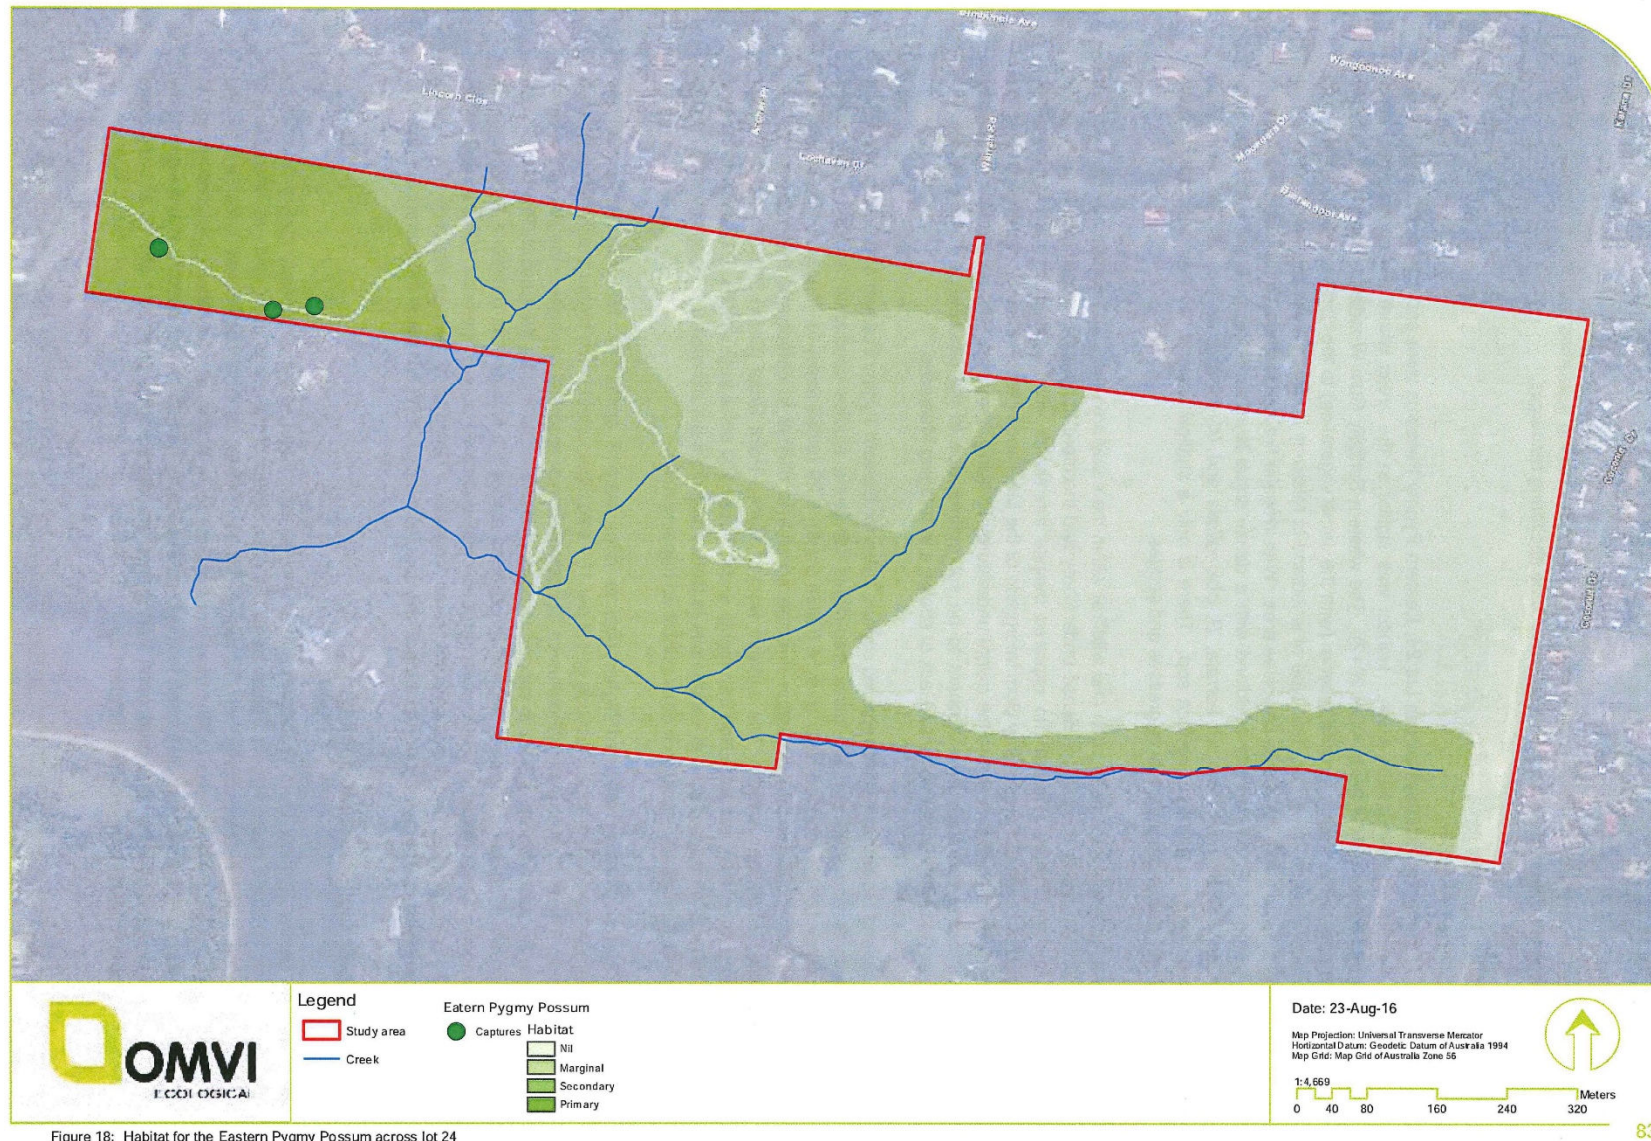 Lincoln Clos
Wongoonoo Ave
Lochaven Cr
Legend
Study area
Creek
Eatern Pygmy Possum
Captures
Habitat
Nil
Marginal
Secondary
Primary
OMVI
ECOLOGICAL
Date: 23-Aug-16
Map Projection: Universal Transverse Mercator
Horizontal Datum: Geodetic Datum of Australia 1994
Map Grid: Map Grid of Australia Zone 56
1:4,669
0 40 80 160 240 320
Meters
Figure 18: Habitat for the Eastern Pygmy Possum across lot 24